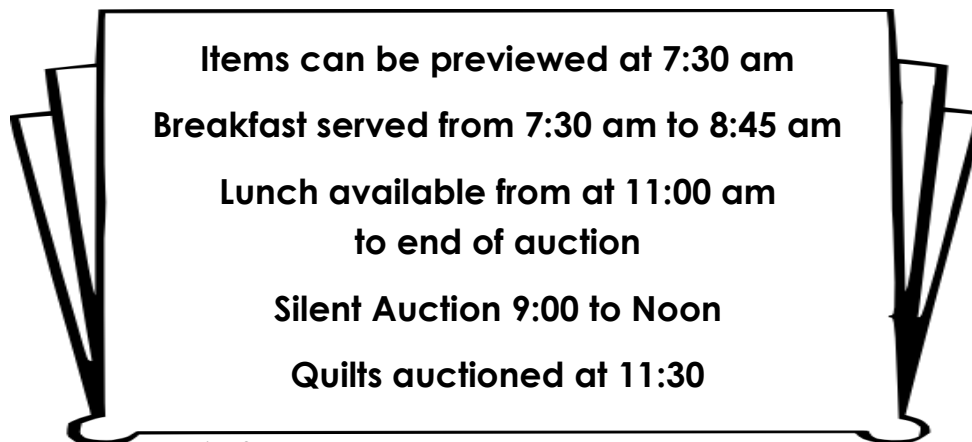 Items can be previewed at 7:30 am
Breakfast served from 7:30 am to 8:45 am
Lunch available from at 11:00 am
to end of auction
Silent Auction 9:00 to Noon
Quilts auctioned at 11:30